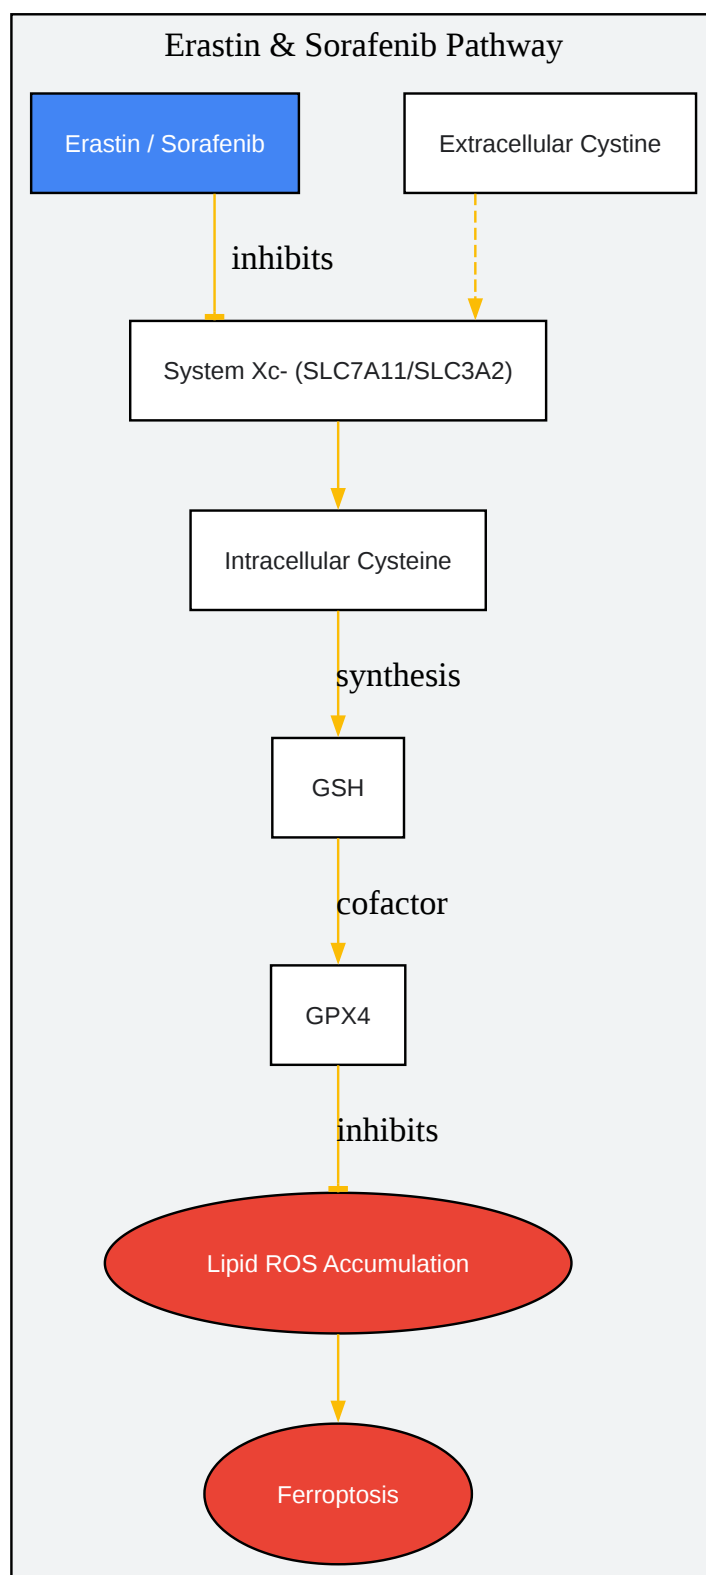 Erastin & Sorafenib Pathway
Erastin / Sorafenib
Extracellular Cystine
inhibits
System Xc- (SLC7A11/SLC3A2)
Intracellular Cysteine
synthesis
GSH
cofactor
GPX4
inhibits
Lipid ROS Accumulation
Ferroptosis